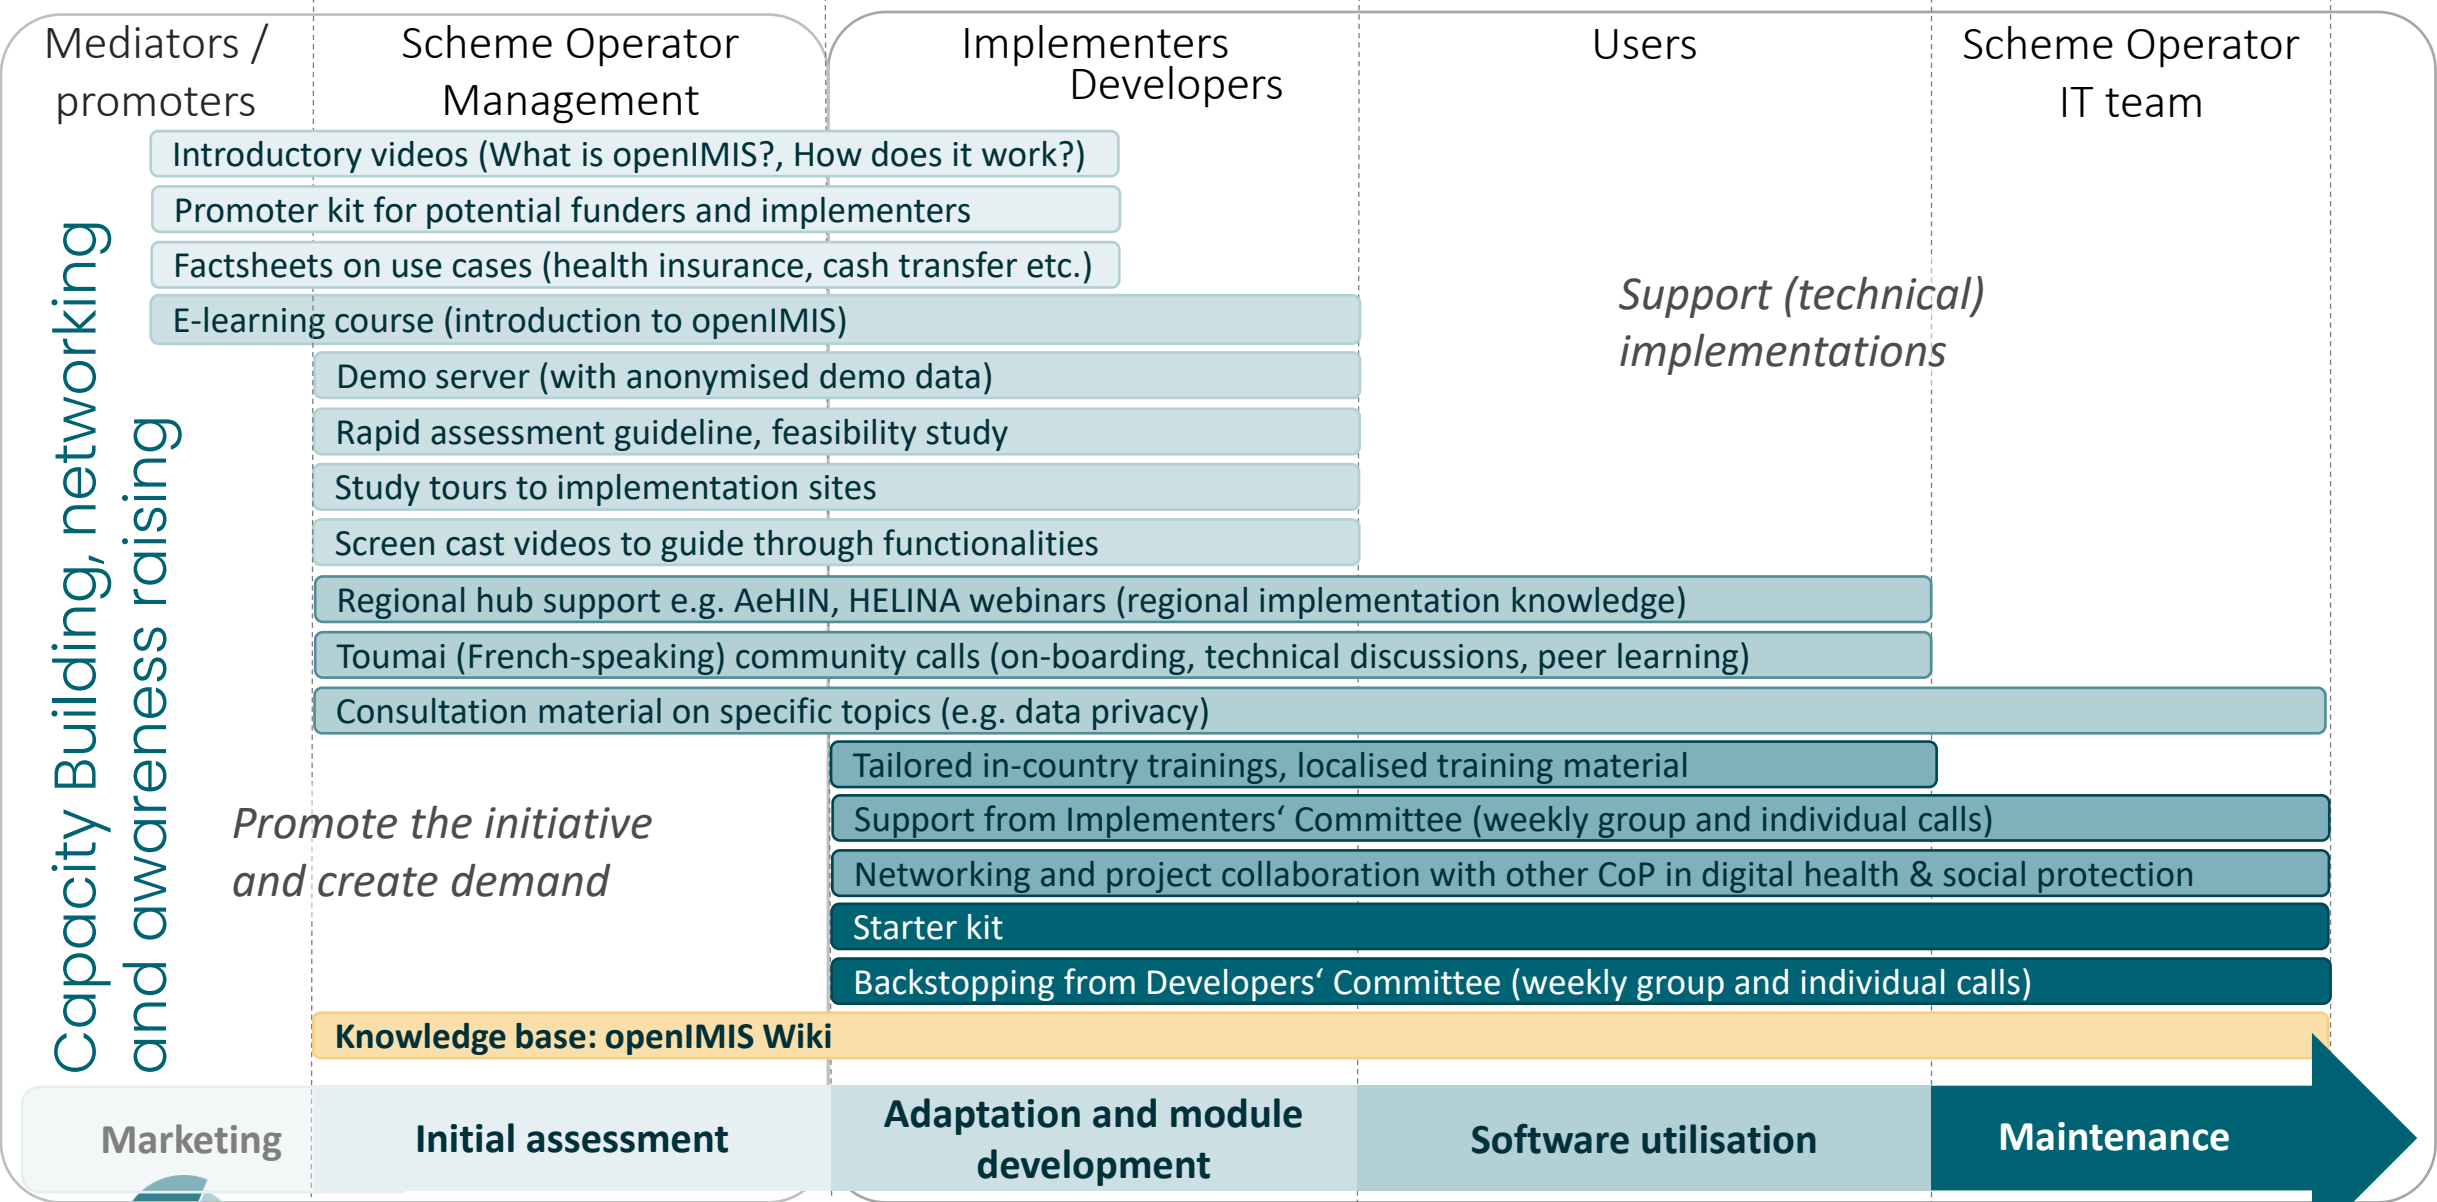 Mediators /
promoters
Scheme Operator
Management
Implementers
Developers
Users
Scheme Operator
IT team
Capacity Building, networking
and awareness raising
Introductory videos (What is openIMIS?, How does it work?)
Promoter kit for potential funders and implementers
Factsheets on use cases (health insurance, cash transfer etc.)
E-learning course (introduction to openIMIS)
Support (technical)
implementations
Demo server (with anonymised demo data)
Rapid assessment guideline, feasibility study
Study tours to implementation sites
Screen cast videos to guide through functionalities
Regional hub support e.g. AeHIN, HELINA webinars (regional implementation knowledge)
Toumai (French-speaking) community calls (on-boarding, technical discussions, peer learning)
Consultation material on specific topics (e.g. data privacy)
Tailored in-country trainings, localised training material
Promote the initiative
and create demand
Support from Implementers‘ Committee (weekly group and individual calls)
Networking and project collaboration with other CoP in digital health & social protection
Starter kit
Backstopping from Developers‘ Committee (weekly group and individual calls)
Knowledge base: openIMIS Wiki
Marketing
Initial assessment
Adaptation and module
development
Software utilisation
Maintenance